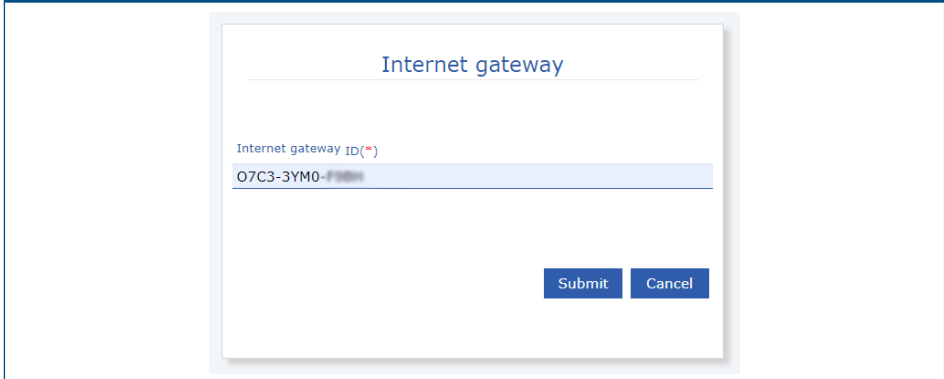 Internet gateway
Internet gateway ID(*)
O7C3-3YM0-
Submit Cancel